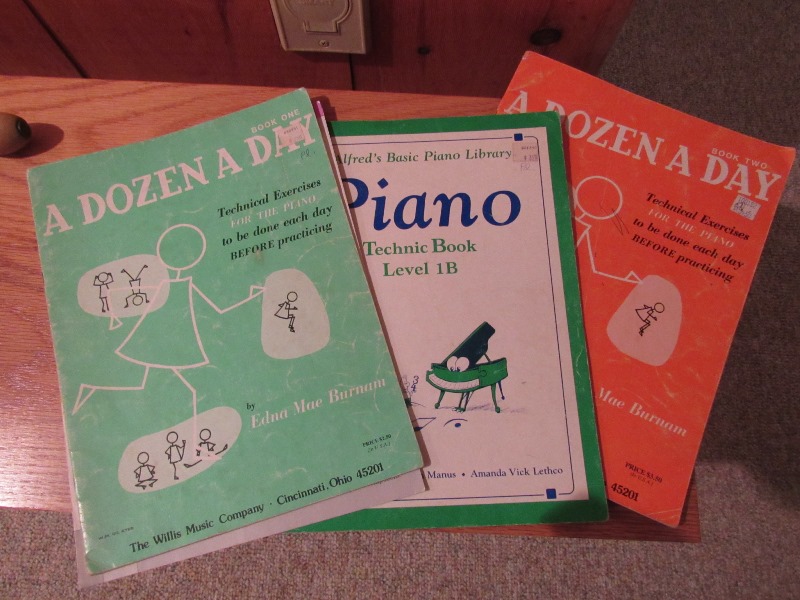 BOOK ONE
A DOZEN A DAY
Technical Exercises
FOR THE PIANO
to be done each day
BEFORE practicing
by
Edna Mae Burnam
PRICE
The Willis Music Company · Cincinnati, Ohio 45201
lfred's Basic Piano Library
Piano
Technic Book
Level 1B
Manus • Amanda Vick Lethco
A DOZEN A DAY
BOOK TWO
Technical Exercises
FOR THE PIANO
to be done each day
BEFORE practicing
Mae Burnam
PRICE
45201